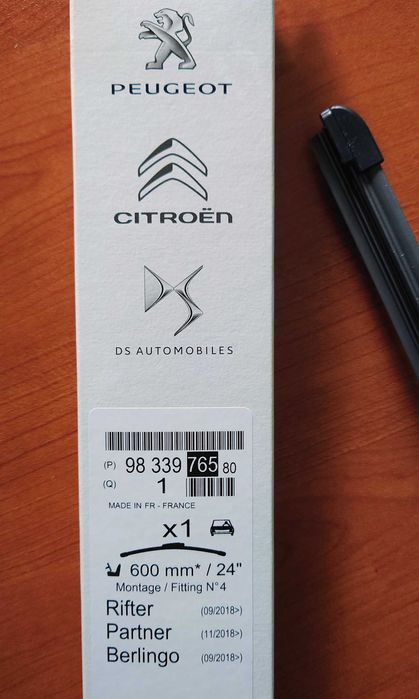 PEUGEOT
CITROËN
DS AUTOMOBILES
(P) 98 339 765 80
(Q) 1
MADE IN FR - FRANCE
x1
600 mm* / 24"
Montage / Fitting N°4
Rifter (09/2018>)
Partner (11/2018>)
Berlingo (09/2018>)